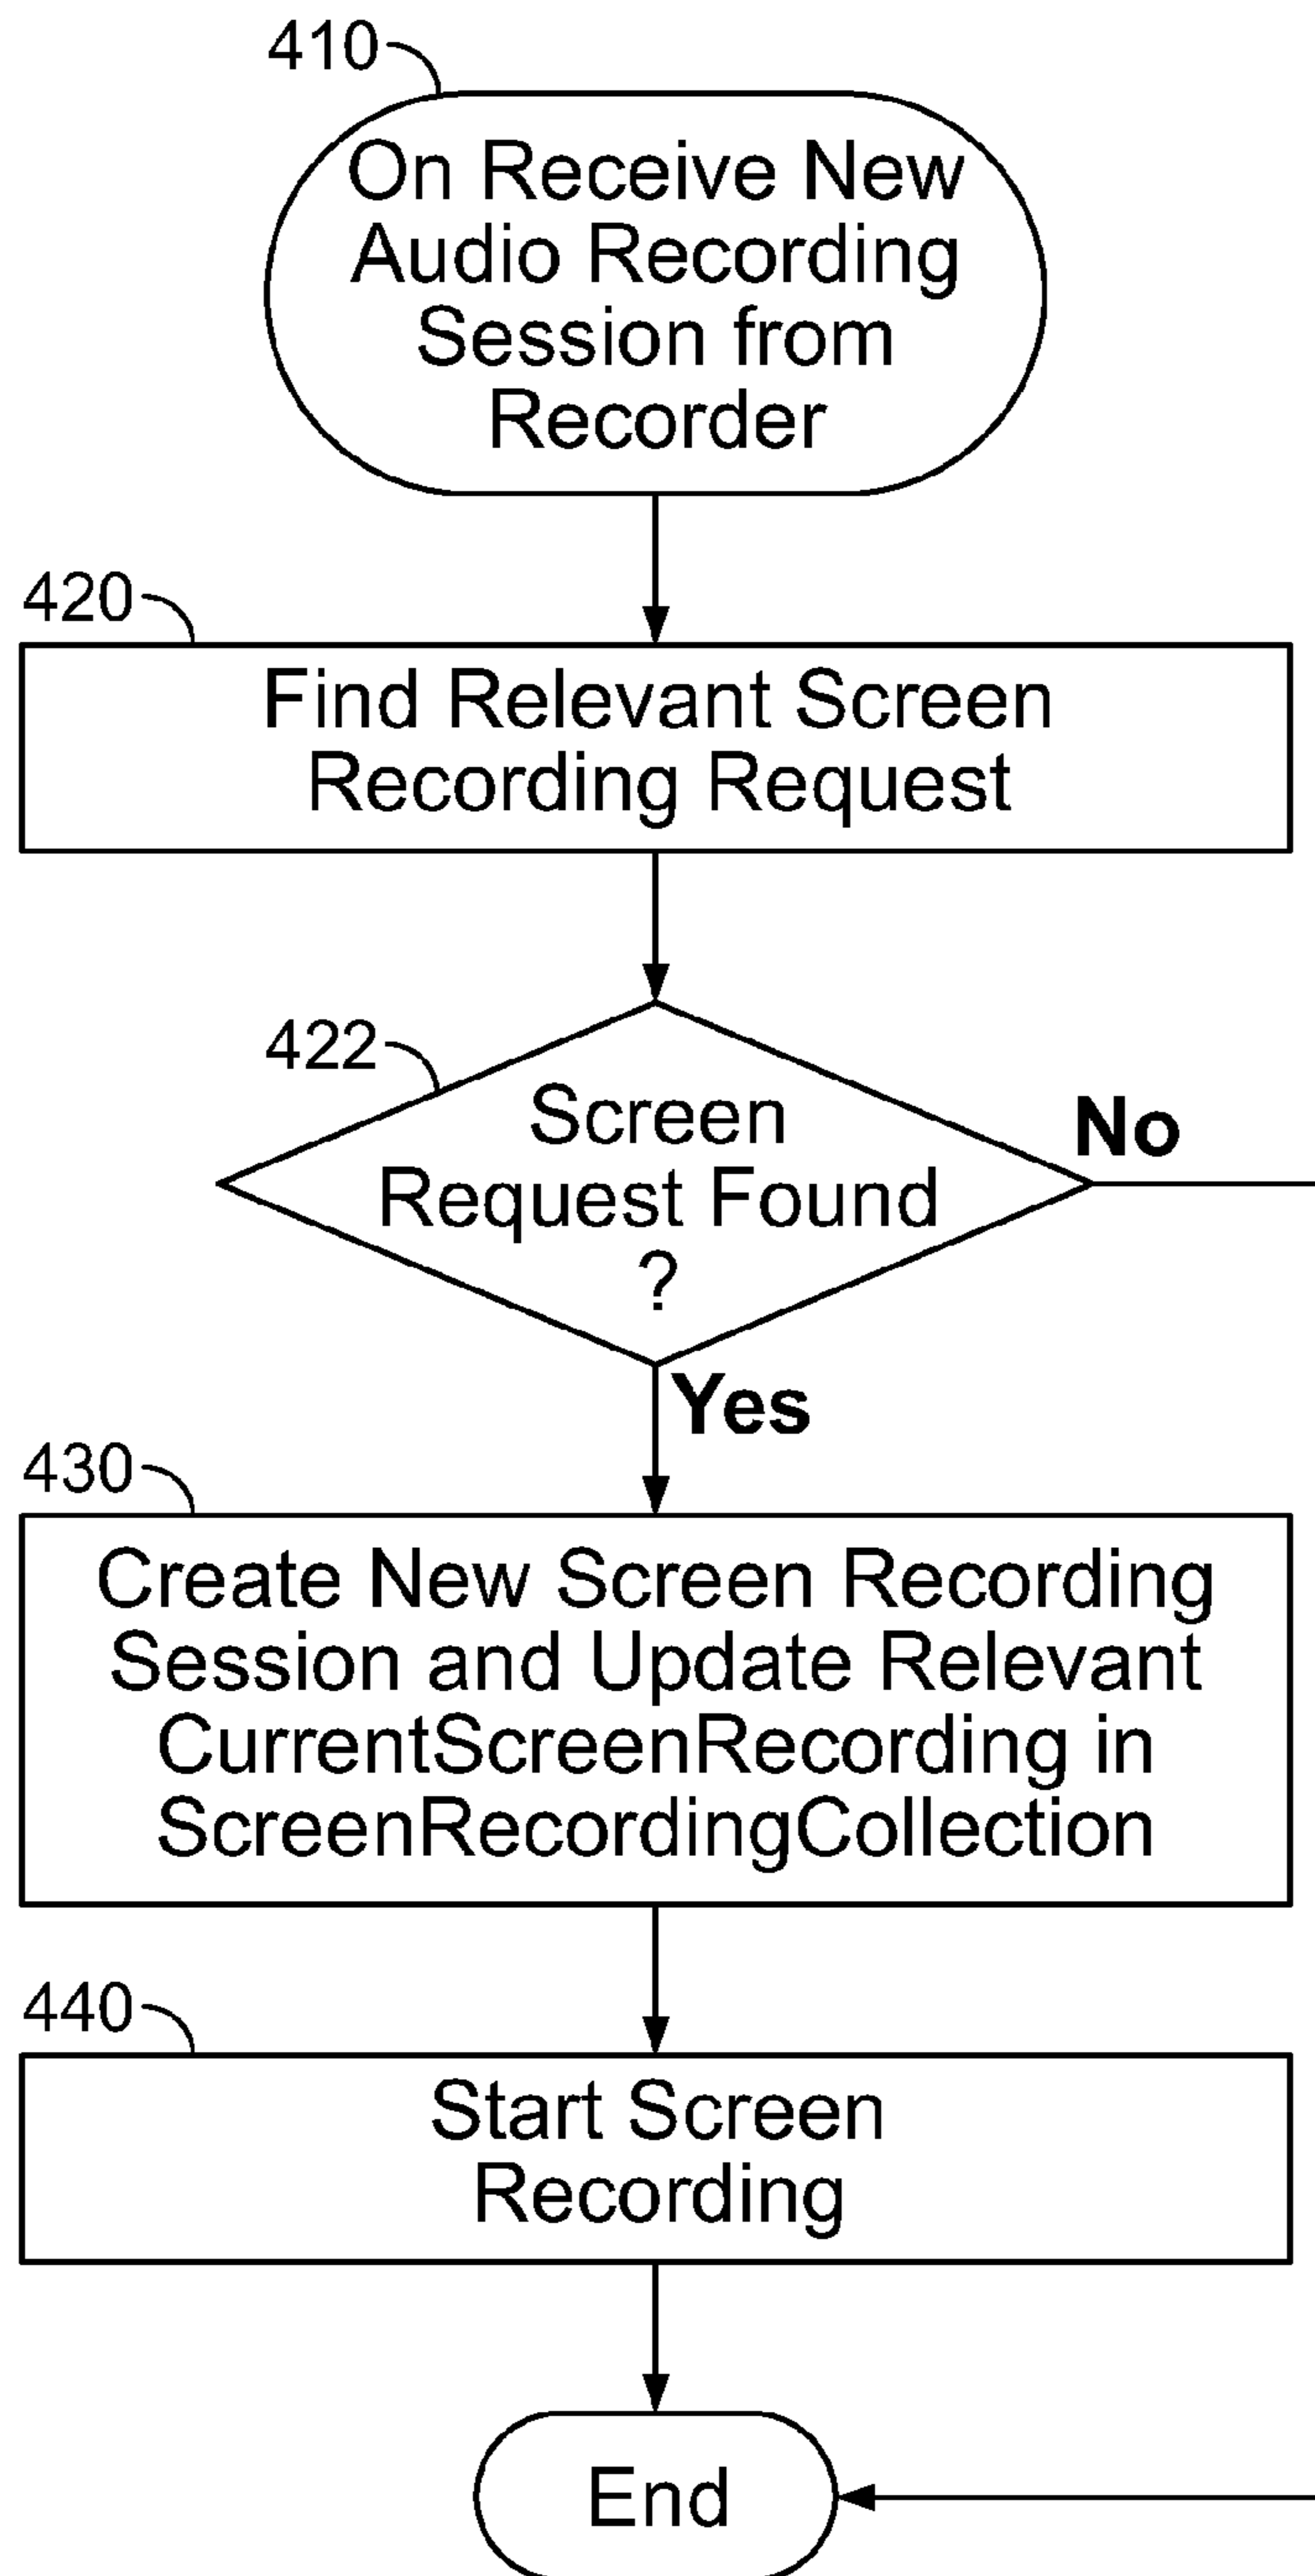 410
On Receive New
Audio Recording
Session from
Recorder
420
Find Relevant Screen
Recording Request
422
Screen
Request Found
?
No
Yes
430
Create New Screen Recording
Session and Update Relevant
CurrentScreenRecording in
ScreenRecordingCollection
440
Start Screen
Recording
End